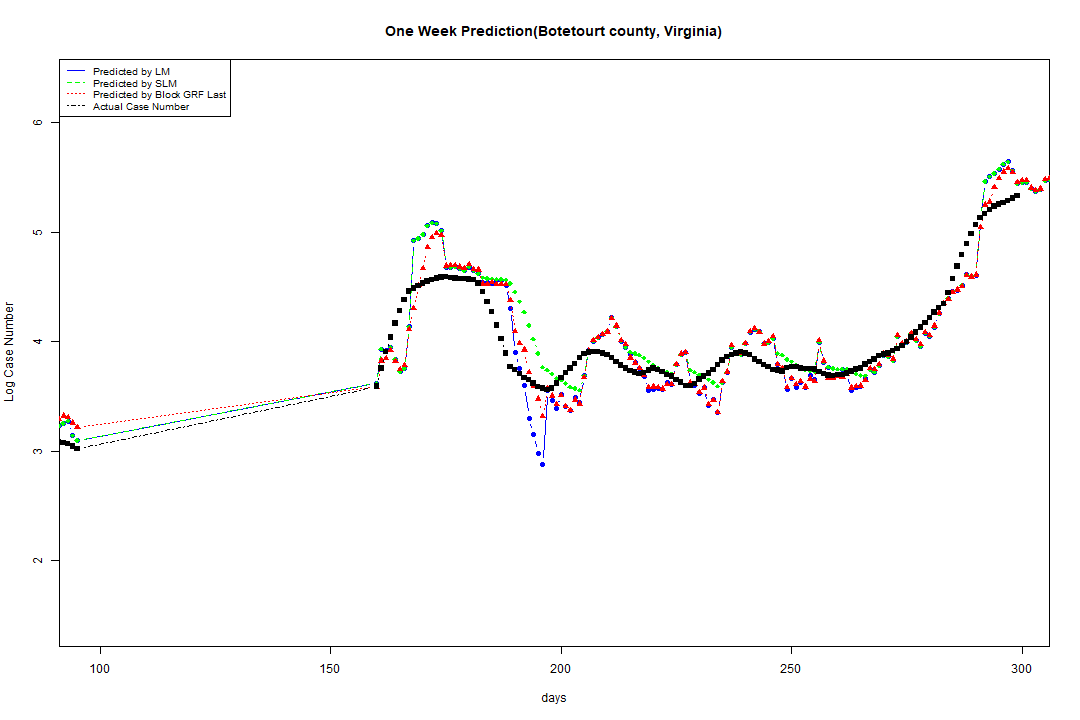 One Week Prediction(Botetourt county, Virginia)
Predicted by LM
Predicted by SLM
Predicted by Block GRF Last
Actual Case Number
6
5
4
3
2
Log Case Number
100 150 200 250 300
days